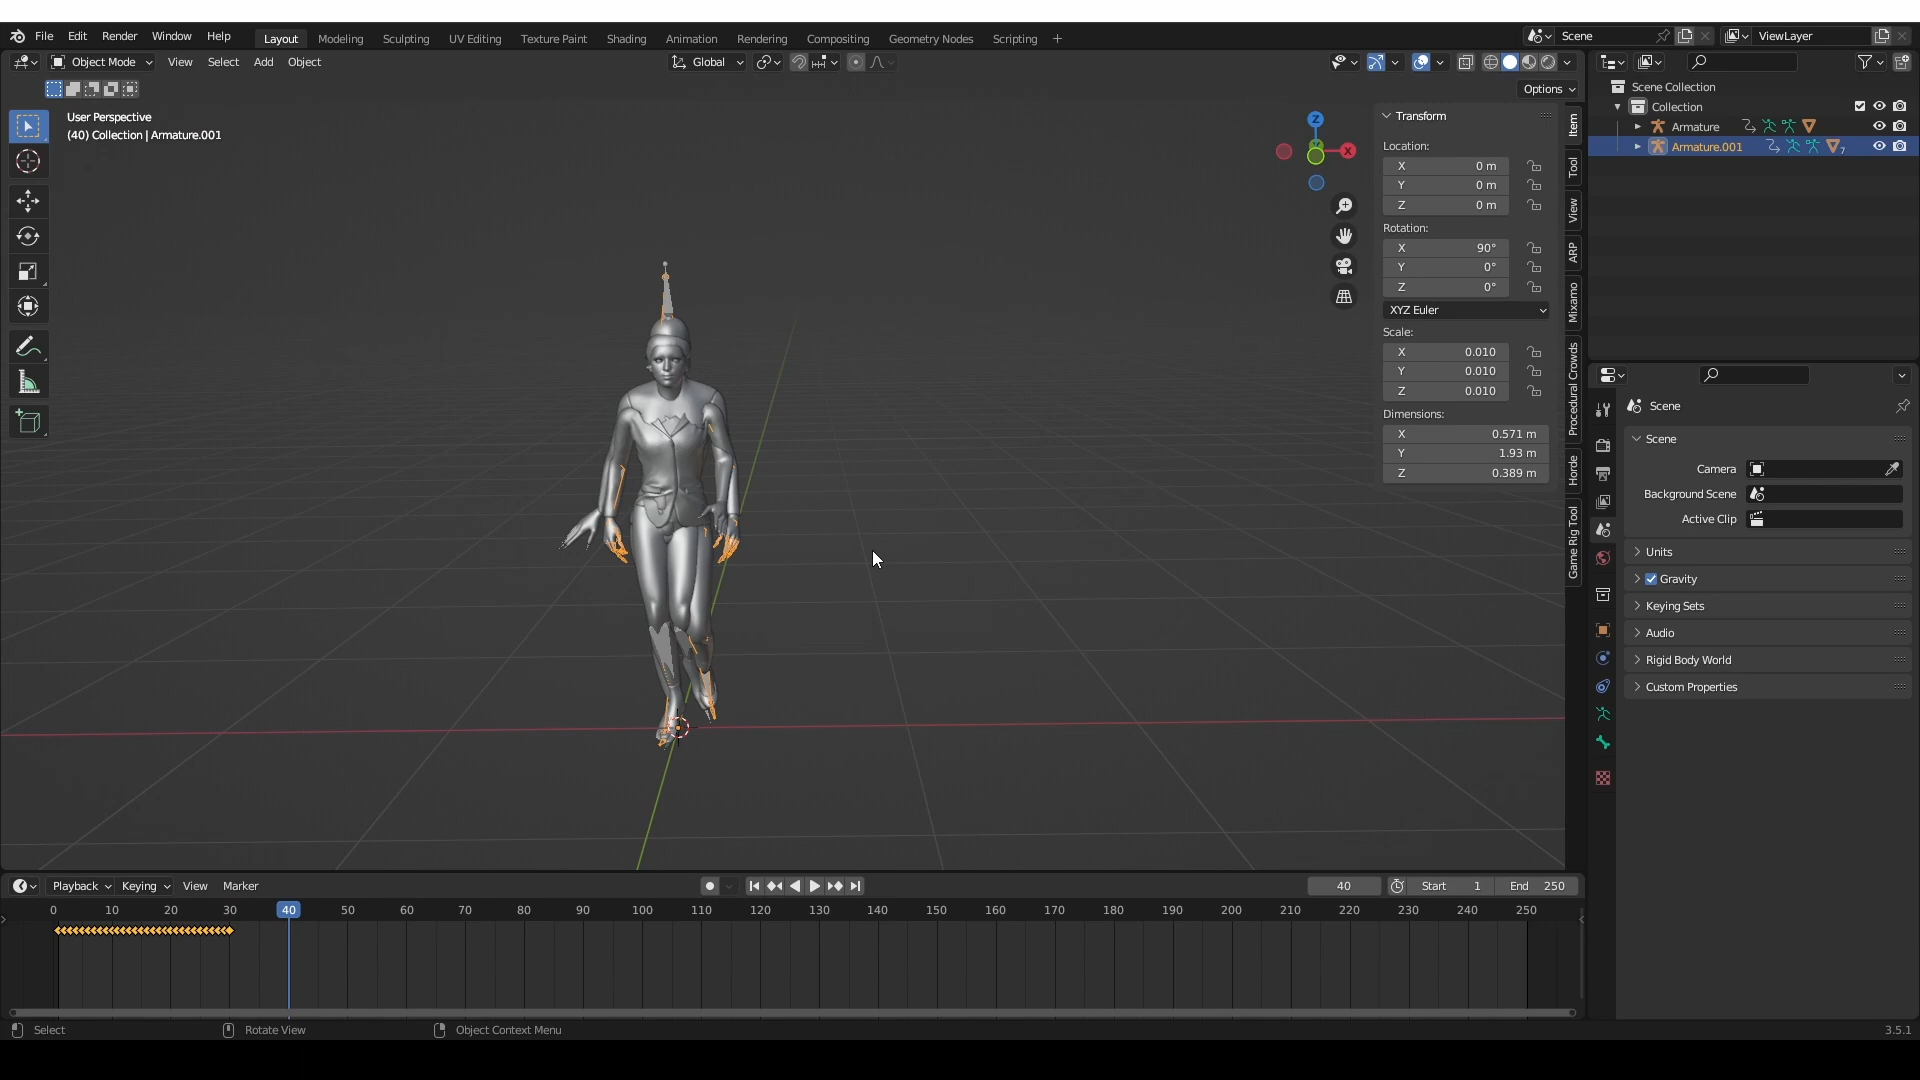 File Edit Render Window Help Layout Modeling Sculpting UV Editing Texture Paint Shading Animation Rendering Compositing Geometry Nodes Scripting + Scene ViewLayer
Object Mode View Select Add Object Global
Options
User Perspective
(40) Collection | Armature.001
Z
X
Transform
Location:
X 0 m
Y 0 m
Z 0 m
Rotation:
X 90°
Y 0°
Z 0°
XYZ Euler
Scale:
X 0.010
Y 0.010
Z 0.010
Dimensions:
X 0.571 m
Y 1.93 m
Z 0.389 m
Item
Tool
View
ARP
Mixamo
Procedural Crowds
Horde
Game Rig Tool
Scene Collection
Collection
Armature
Armature.001 7
Scene
Scene
Camera
Background Scene
Active Clip
Units
Gravity
Keying Sets
Audio
Rigid Body World
Custom Properties
Playback Keying View Marker 40 Start 1 End 250
0 10 20 30 40 50 60 70 80 90 100 110 120 130 140 150 160 170 180 190 200 210 220 230 240 250
Select Rotate View Object Context Menu 3.5.1